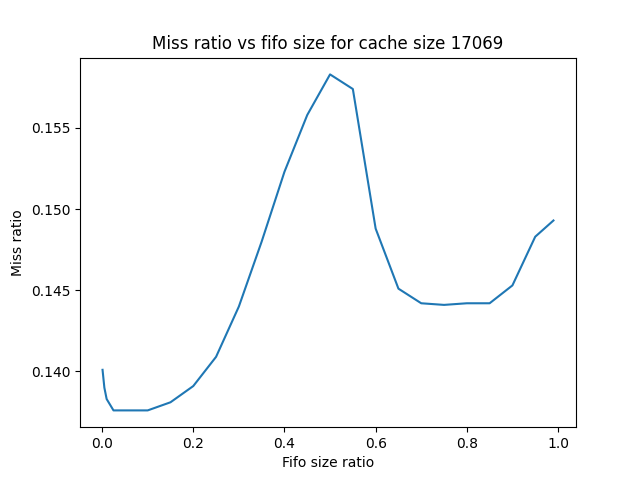 Miss ratio vs fifo size for cache size 17069
0.155
0.150
0.145
0.140
Miss ratio
0.0 0.2 0.4 0.6 0.8 1.0
Fifo size ratio